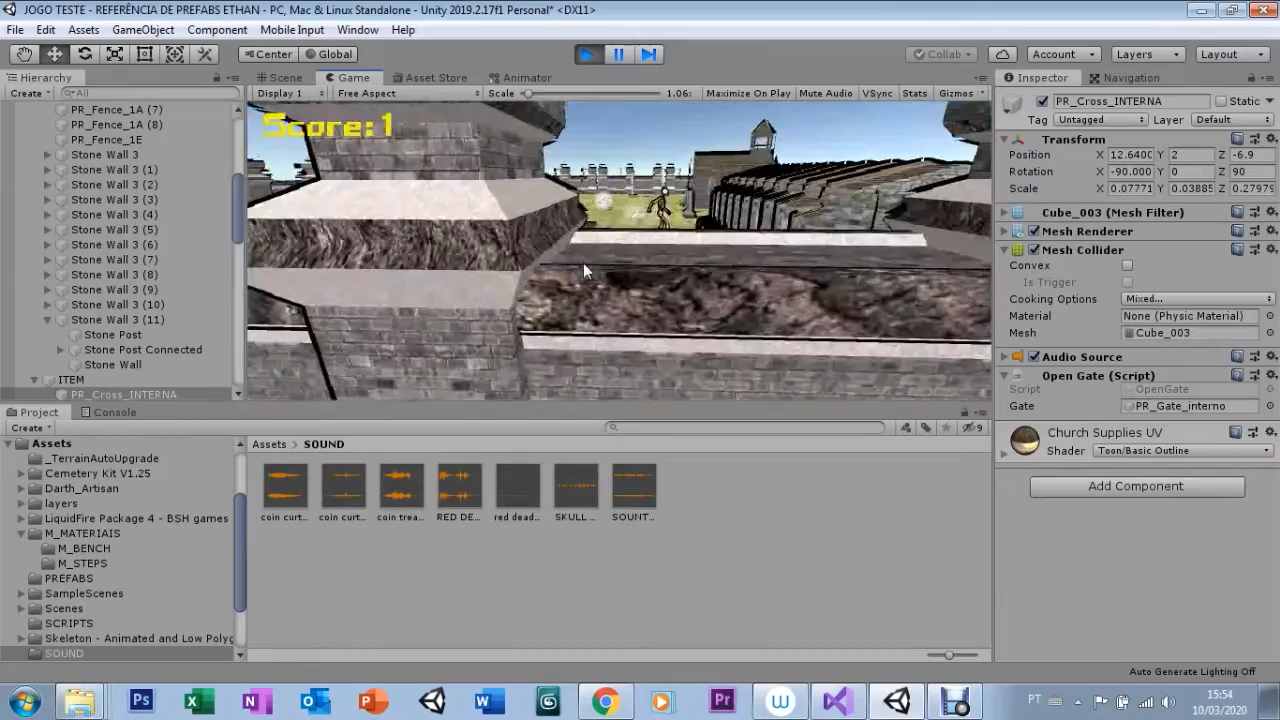 JOGO TESTE - REFERÊNCIA DE PREFABS ETHAN - PC, Mac & Linux Standalone - Unity 2019.2.17f1 Personal* <DX11>
File Edit Assets GameObject Component Mobile Input Window Help
Center Global Collab Account Layers Layout
Hierarchy Scene Game Asset Store Animator Inspector Navigation
Create All Display 1 Free Aspect Scale 1.06x Maximize On Play Mute Audio VSync Stats Gizmos
PR_Cross_INTERNA Static
Tag Untagged Layer Default
PR_Fence_1A (7)
PR_Fence_1A (8)
PR_Fence_1E
Stone Wall 3
Stone Wall 3 (1)
Stone Wall 3 (2)
Stone Wall 3 (3)
Stone Wall 3 (4)
Stone Wall 3 (5)
Stone Wall 3 (6)
Stone Wall 3 (7)
Stone Wall 3 (8)
Stone Wall 3 (9)
Stone Wall 3 (10)
Stone Wall 3 (11)
Stone Post
Stone Post Connected
Stone Wall
ITEM
PR_Cross_INTERNA
Score:1
Transform
Position X 12.640 Y 2 Z -6.9
Rotation X -90.000 Y 0 Z 90
Scale X 0.07771 Y 0.03885 Z 0.27979
Cube_003 (Mesh Filter)
Mesh Renderer
Mesh Collider
Convex
Is Trigger
Cooking Options Mixed...
Material None (Physic Material)
Mesh Cube_003
Audio Source
Open Gate (Script)
Script OpenGate
Gate PR_Gate_interno
Church Supplies UV
Shader Toon/Basic Outline
Add Component
Project Console
Create 9
Assets
_TerrainAutoUpgrade
Cemetery Kit V1.25
Darth_Artisan
layers
LiquidFire Package 4 - BSH games
M_MATERIAIS
M_BENCH
M_STEPS
PREFABS
SampleScenes
Scenes
SCRIPTS
Skeleton - Animated and Low Polyg
SOUND
Assets > SOUND
coin curt... coin curt... coin trea... RED DE... red dead... SKULL ... SOUNT...
Auto Generate Lighting Off
Ps Pr PT 15:54
10/03/2020